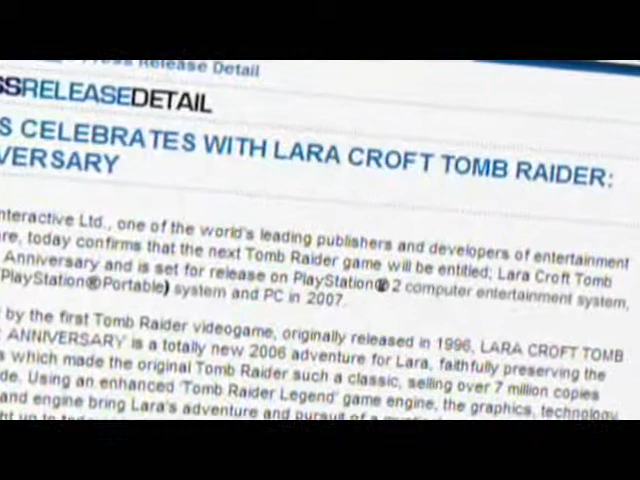 Press Release Detail
SSRELEASEDETAIL
S CELEBRATES WITH LARA CROFT TOMB RAIDER:
VERSARY
nteractive Ltd., one of the world's leading publishers and developers of entertainment
re, today confirms that the next Tomb Raider game will be entitled; Lara Croft Tomb
Anniversary and is set for release on PlayStation®2 computer entertainment system,
PlayStation®Portable) system and PC in 2007.
by the first Tomb Raider videogame, originally released in 1996, LARA CROFT TOMB
ANNIVERSARY is a totally new 2006 adventure for Lara, faithfully preserving the
s which made the original Tomb Raider such a classic, selling over 7 million copies
de. Using an enhanced 'Tomb Raider Legend' game engine, the graphics, technology
and engine bring Lara's adventure and pursuit of a